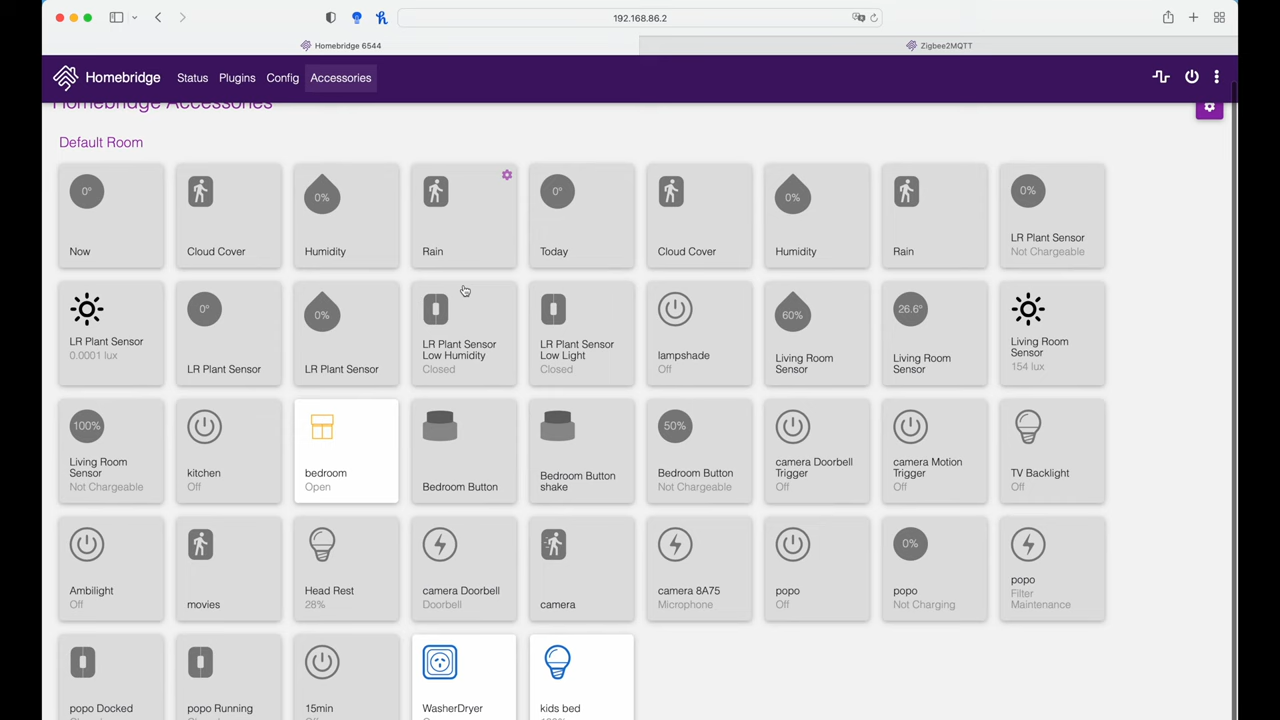 192.168.86.2
Homebridge 6544
Zigbee2MQTT
Homebridge
Status
Plugins
Config
Accessories
Homebridge Accessories
Default Room
0°
Now
Cloud Cover
0%
Humidity
Rain
0°
Today
Cloud Cover
0%
Humidity
Rain
0%
LR Plant Sensor
Not Chargeable
LR Plant Sensor
0.0001 lux
0°
LR Plant Sensor
0%
LR Plant Sensor
LR Plant Sensor
Low Humidity
Closed
LR Plant Sensor
Low Light
Closed
lampshade
Off
60%
Living Room
Sensor
26.6°
Living Room
Sensor
Living Room
Sensor
154 lux
100%
Living Room
Sensor
Not Chargeable
kitchen
Off
bedroom
Open
Bedroom Button
Bedroom Button
shake
50%
Bedroom Button
Not Chargeable
camera Doorbell
Trigger
Off
camera Motion
Trigger
Off
TV Backlight
Off
Ambilight
Off
movies
Head Rest
28%
camera Doorbell
Doorbell
camera
camera 8A75
Microphone
popo
Off
0%
popo
Not Charging
popo
Filter
Maintenance
popo Docked
popo Running
15min
WasherDryer
kids bed